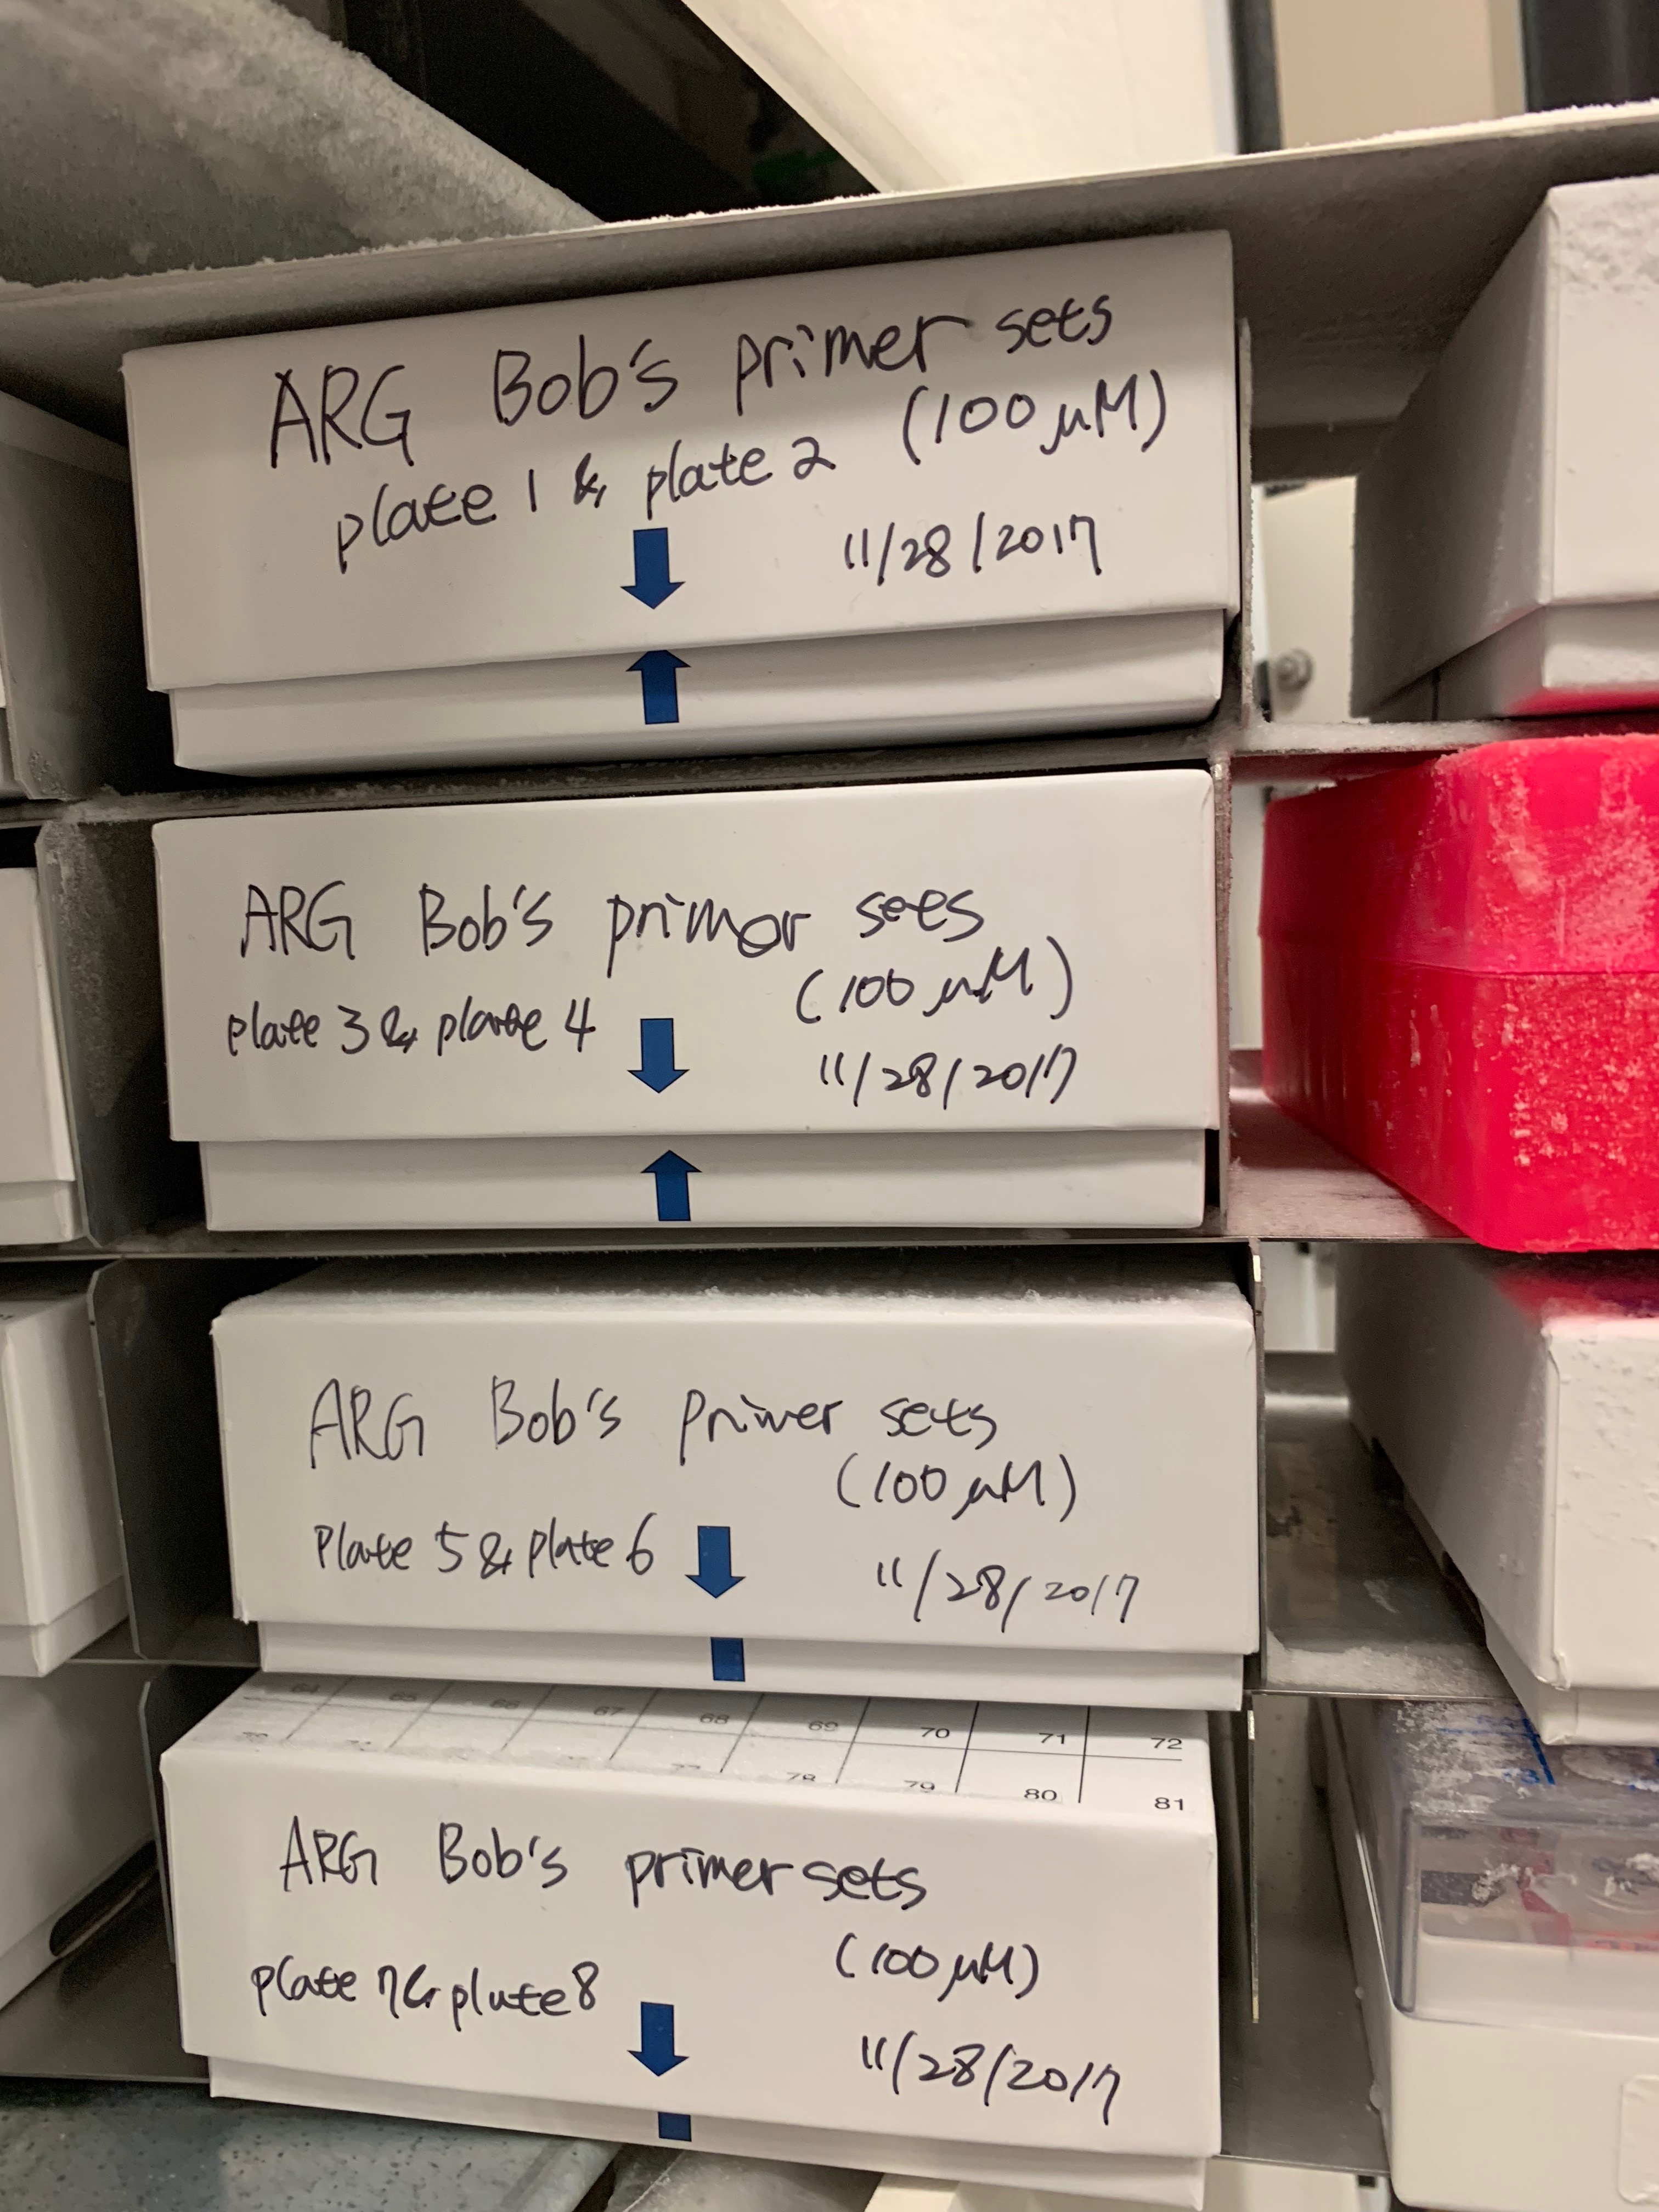 ARG Bob's primer sets
plate 1 & plate 2 (100 µM)
11/28/2017
ARG Bob's primer sets
(100 µM)
plate 3 & plate 4
11/28/2017
ARG Bob's primer sets
(100 µM)
Plate 5 & plate 6
11/28/2017
64 65 66 67 68 69 70 71 72
78 79 80 81
ARG Bob's primer sets
(100 µM)
plate 7 & plate 8
11/28/2017